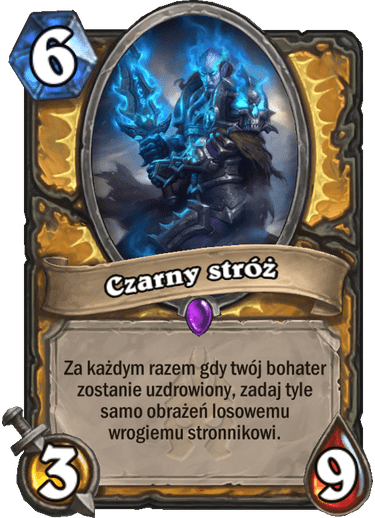 6
Czarny stróż
Za każdym razem gdy twój bohater
zostanie uzdrowiony, zadaj tyle
samo obrażeń losowemu
wrogiemu stronnikowi.
3
9